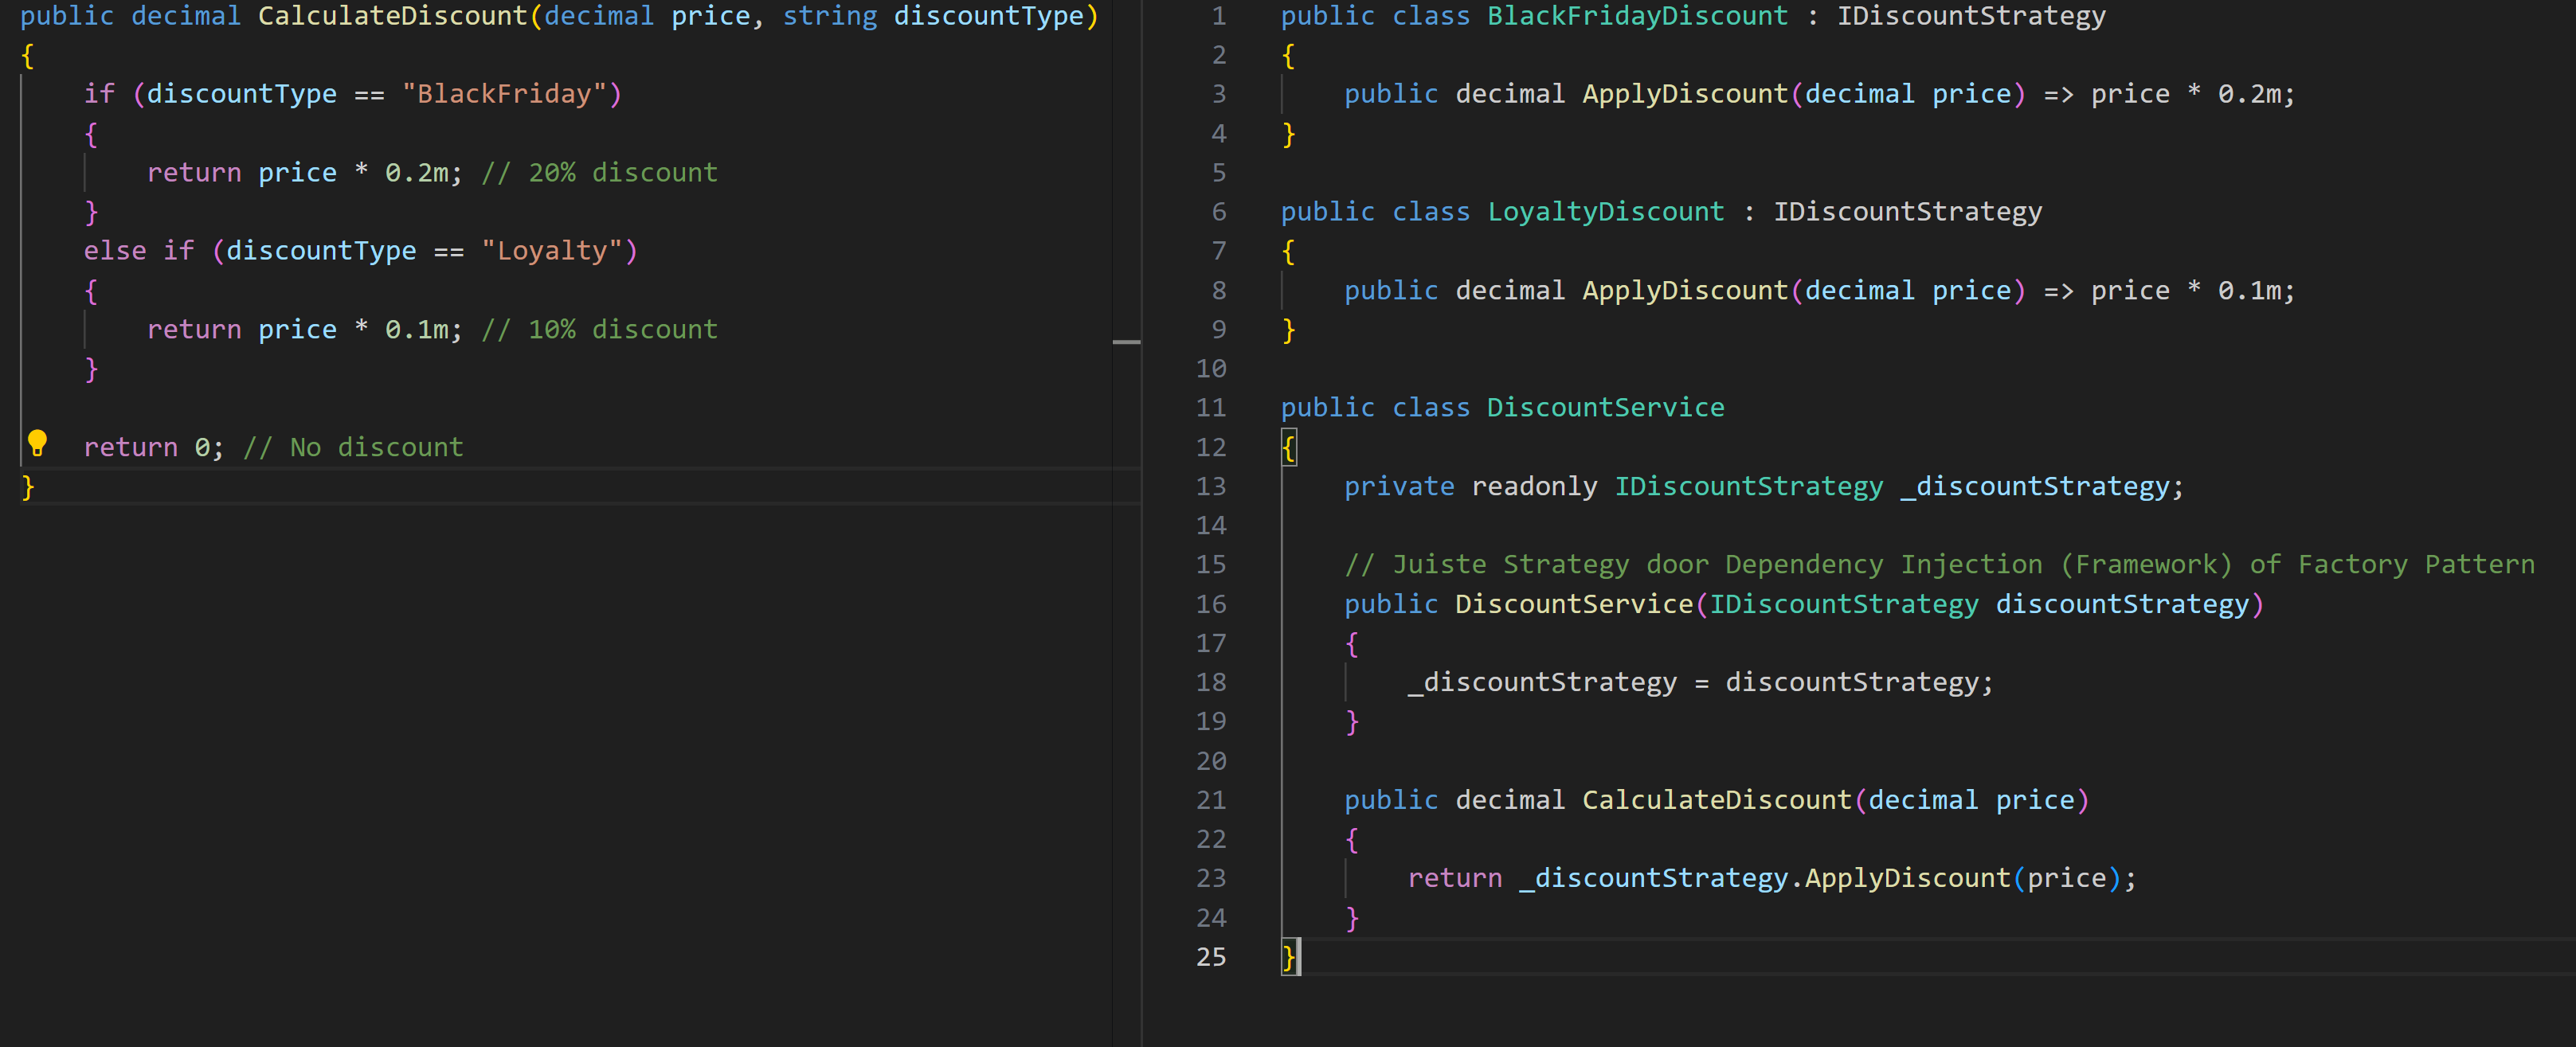 public decimal CalculateDiscount(decimal price, string discountType)
{
    if (discountType == "BlackFriday")
    {
        return price * 0.2m; // 20% discount
    }
    else if (discountType == "Loyalty")
    {
        return price * 0.1m; // 10% discount
    }

    return 0; // No discount
}
1 public class BlackFridayDiscount : IDiscountStrategy
2 {
3     public decimal ApplyDiscount(decimal price) => price * 0.2m;
4 }
5
6 public class LoyaltyDiscount : IDiscountStrategy
7 {
8     public decimal ApplyDiscount(decimal price) => price * 0.1m;
9 }
10
11 public class DiscountService
12 {
13     private readonly IDiscountStrategy _discountStrategy;
14
15     // Juiste Strategy door Dependency Injection (Framework) of Factory Pattern
16     public DiscountService(IDiscountStrategy discountStrategy)
17     {
18         _discountStrategy = discountStrategy;
19     }
20
21     public decimal CalculateDiscount(decimal price)
22     {
23         return _discountStrategy.ApplyDiscount(price);
24     }
25 }